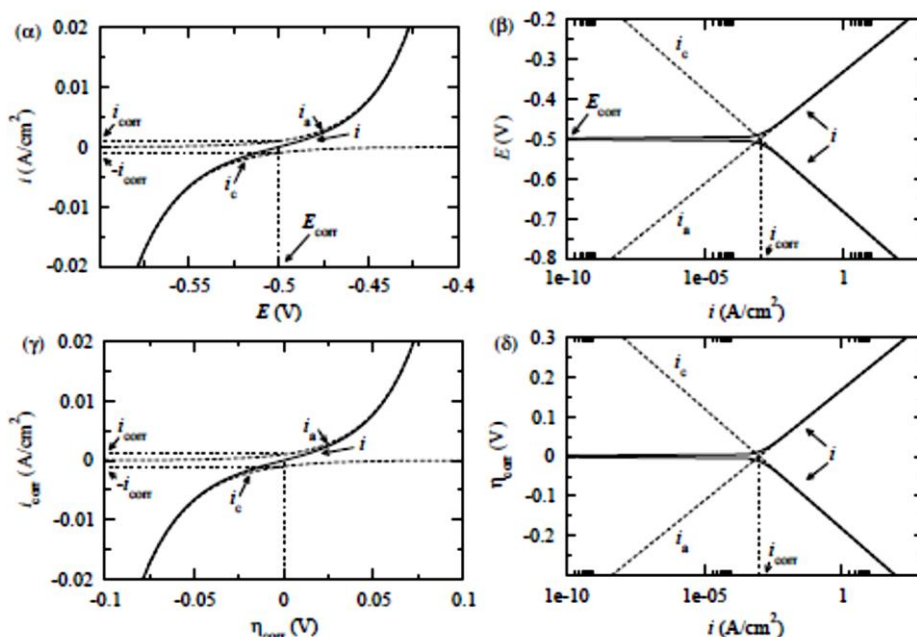 (α)
0.02
0.01
0
-0.01
-0.02
i (A/cm²)
i_corr
-i_corr
i_a
i
i_c
E_corr
-0.55
-0.5
-0.45
-0.4
E (V)
(β)
-0.2
-0.3
-0.4
-0.5
-0.6
-0.7
-0.8
E (V)
E_corr
i_c
i
i_a
i_corr
1e-10
1e-05
1
i (A/cm²)
(γ)
0.02
0.01
0
-0.01
-0.02
i_corr (A/cm²)
i_corr
-i_corr
i_a
i
i_c
-0.1
-0.05
0
0.05
0.1
η_corr (V)
(δ)
0.3
0.2
0.1
0
-0.1
-0.2
η_corr (V)
i_c
i
i_a
i_corr
1e-10
1e-05
1
i (A/cm²)